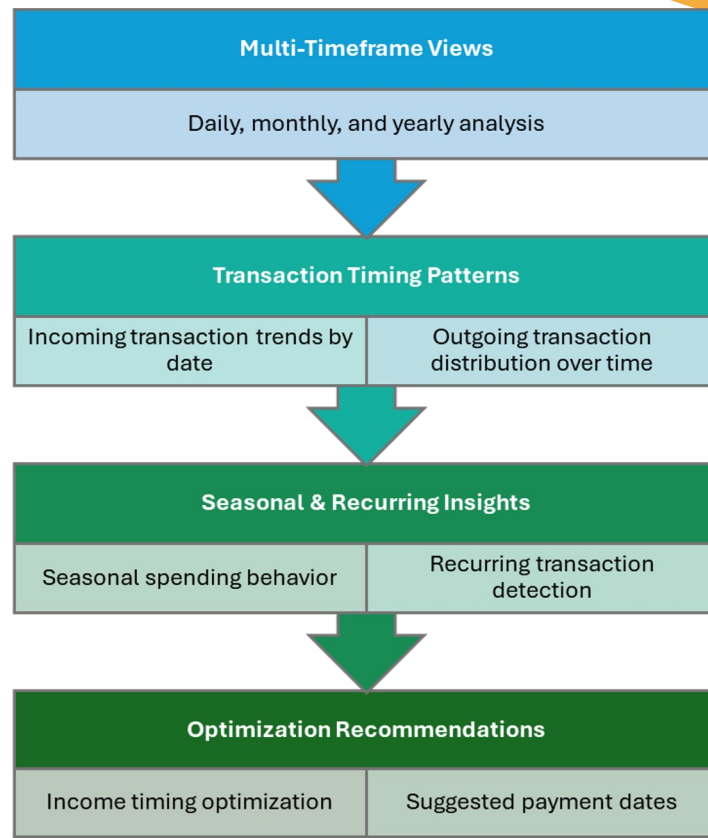 Multi-Timeframe Views
Daily, monthly, and yearly analysis
Transaction Timing Patterns
Incoming transaction trends by
date
Outgoing transaction
distribution over time
Seasonal & Recurring Insights
Seasonal spending behavior
Recurring transaction
detection
Optimization Recommendations
Income timing optimization
Suggested payment dates